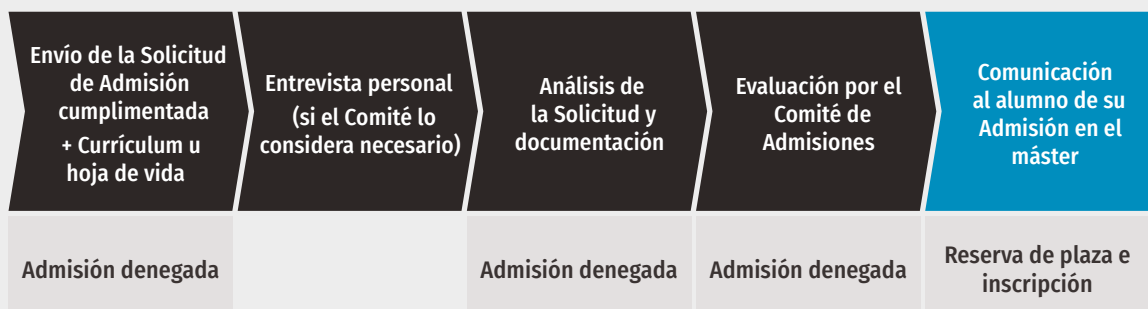 Envío de la Solicitud
de Admisión
cumplimentada
+ Currículum u
hoja de vida
Entrevista personal
(si el Comité lo
considera necesario)
Análisis de
la Solicitud y
documentación
Evaluación por el
Comité de
Admisiones
Comunicación
al alumno de su
Admisión en el
máster
Admisión denegada
Admisión denegada
Admisión denegada
Reserva de plaza e
inscripción